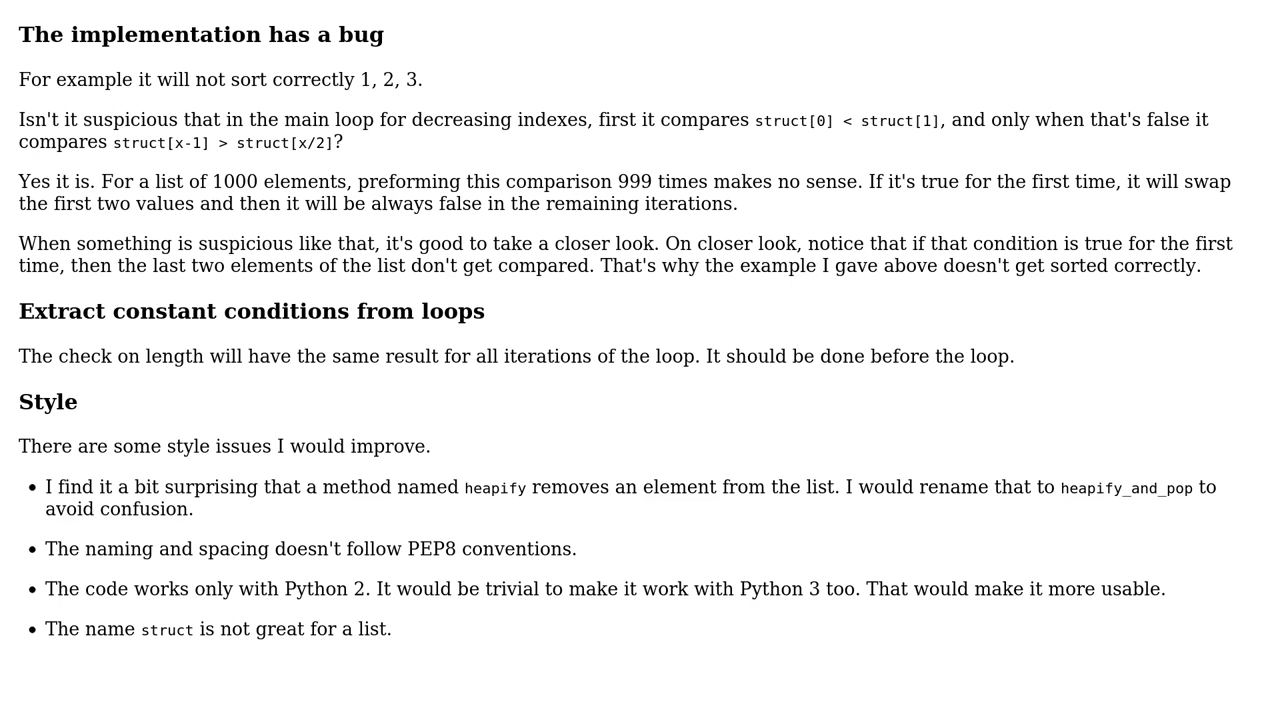 The implementation has a bug
For example it will not sort correctly 1, 2, 3.
Isn't it suspicious that in the main loop for decreasing indexes, first it compares struct[0] < struct[1], and only when that's false it
compares struct[x-1] > struct[x/2]?
Yes it is. For a list of 1000 elements, preforming this comparison 999 times makes no sense. If it's true for the first time, it will swap
the first two values and then it will be always false in the remaining iterations.
When something is suspicious like that, it's good to take a closer look. On closer look, notice that if that condition is true for the first
time, then the last two elements of the list don't get compared. That's why the example I gave above doesn't get sorted correctly.
Extract constant conditions from loops
The check on length will have the same result for all iterations of the loop. It should be done before the loop.
Style
There are some style issues I would improve.
• I find it a bit surprising that a method named heapify removes an element from the list. I would rename that to heapify_and_pop to
avoid confusion.
• The naming and spacing doesn't follow PEP8 conventions.
• The code works only with Python 2. It would be trivial to make it work with Python 3 too. That would make it more usable.
• The name struct is not great for a list.